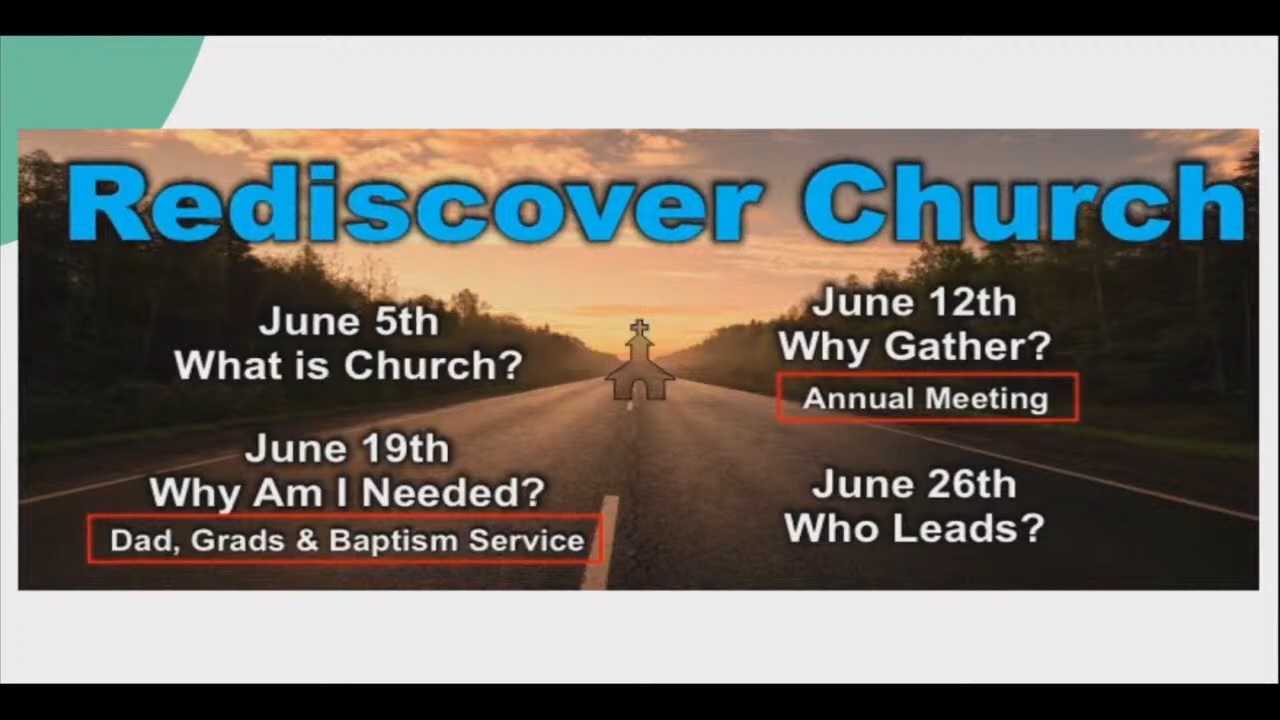 Rediscover Church
June 5th
What is Church?
June 12th
Why Gather?
Annual Meeting
June 19th
Why Am I Needed?
Dad, Grads & Baptism Service
June 26th
Who Leads?